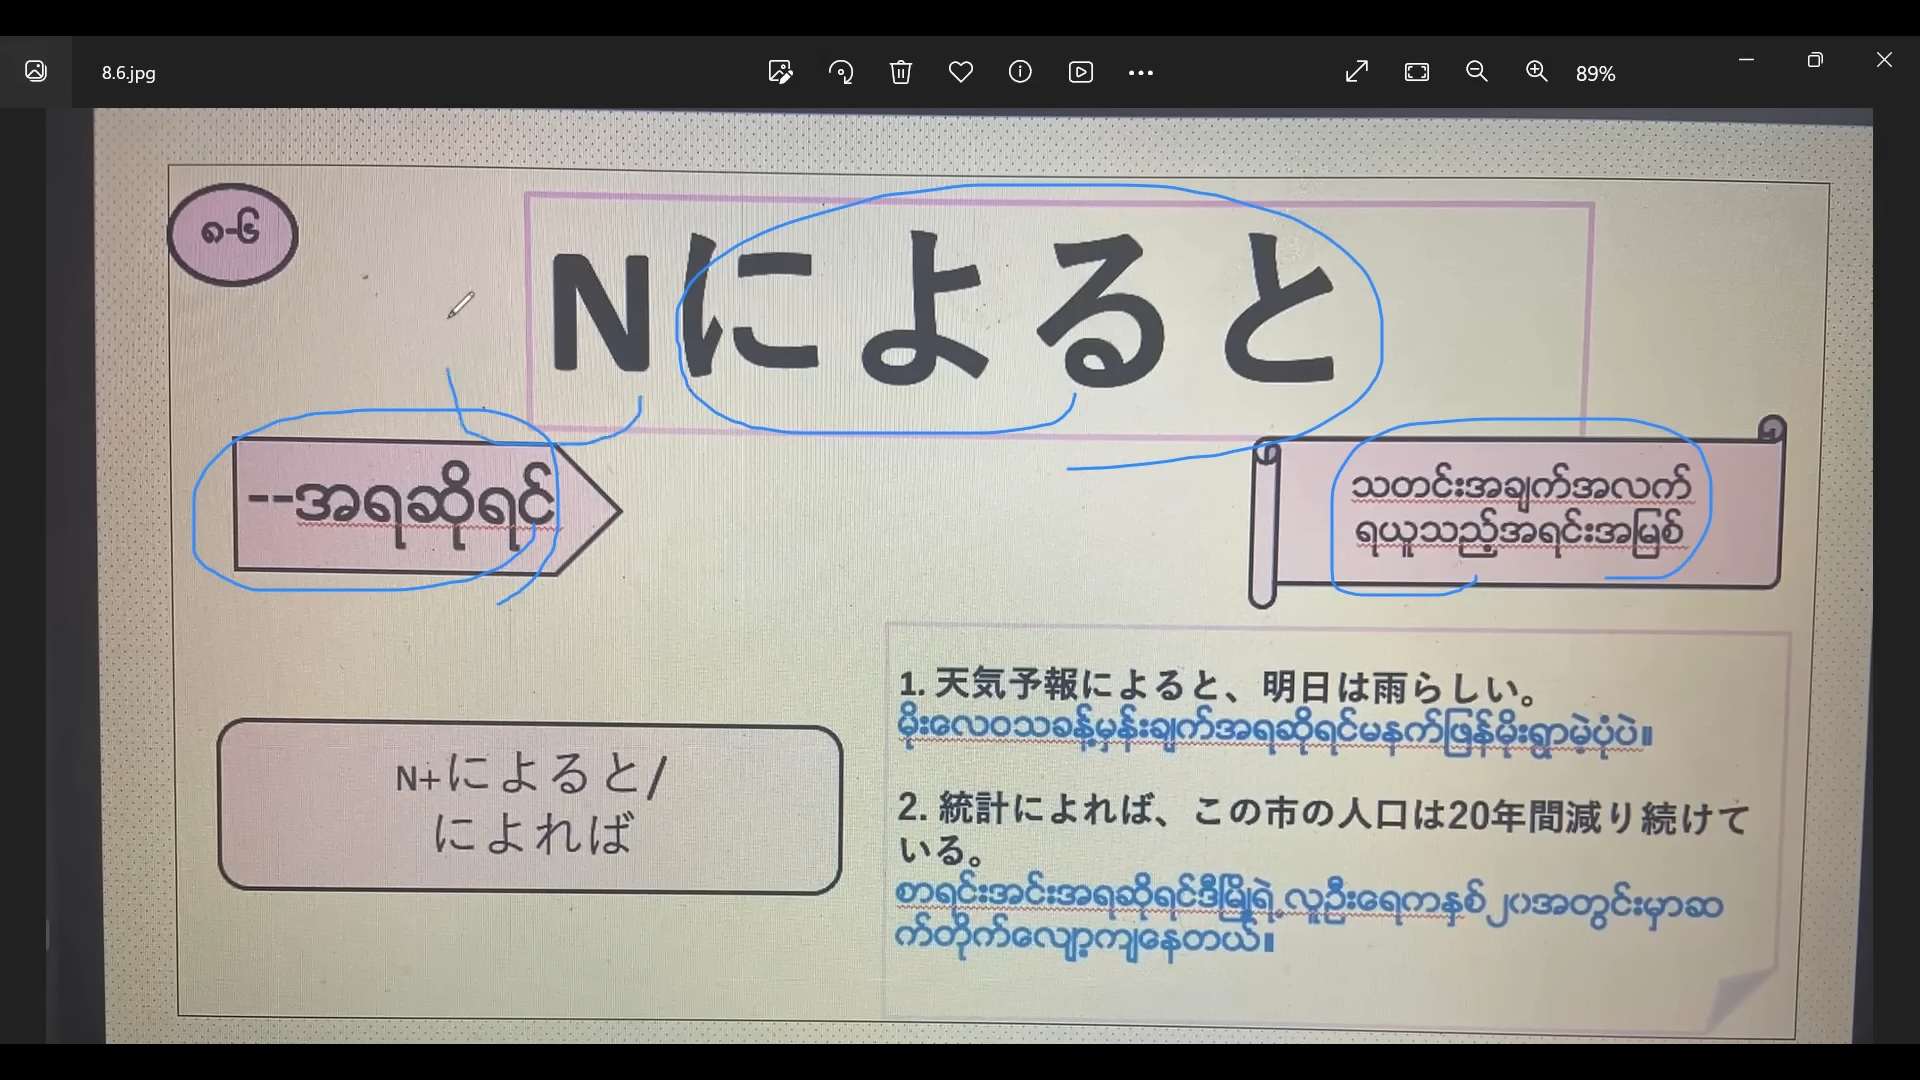 8.6.jpg
89%
၈-၆
Nによると
--အရဆိုရင်
သတင်းအချက်အလက်
ရယူသည့်အရင်းအမြစ်
N+によると/
によれば
1. 天気予報によると、明日は雨らしい。
မိုးလေဝသခန့်မှန်းချက်အရဆိုရင်မနက်ဖြန်မိုးရွာမဲ့ပုံပဲ။
2. 統計によれば、この市の人口は20年間減り続けて
いる。
စာရင်းအင်းအရဆိုရင်ဒီမြို့ရဲ့လူဦးရေကနှစ်၂၀အတွင်းမှာဆ
က်တိုက်လျော့ကျနေတယ်။